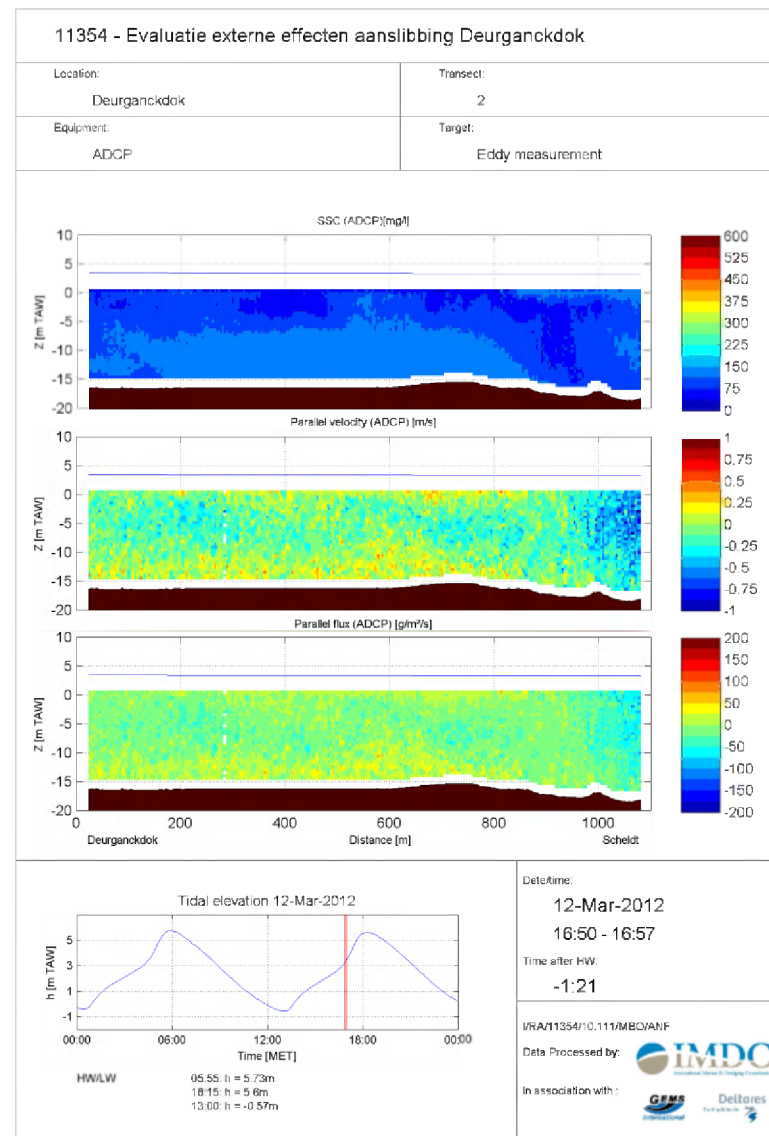 11354 - Evaluatie externe effecten aanslibbing Deurganckdok
Location:
Deurganckdok
Transect:
2
Equipment:
ADCP
Target:
Eddy measurement
SSC (ADCP)[mg/l]
10
5
0
-5
-10
-15
-20
Z [m TAW]
600
525
450
375
300
225
150
75
0
Parallel velocity (ADCP) [m/s]
10
5
0
-5
-10
-15
-20
Z [m TAW]
1
0.75
0.5
0.25
0
-0.25
-0.5
-0.75
-1
Parallel flux (ADCP) [g/m²/s]
10
5
0
-5
-10
-15
-20
Z [m TAW]
200
150
100
50
0
-50
-100
-150
-200
0 200 400 600 800 1000
Deurganckdok Distance [m] Scheldt
Tidal elevation 12-Mar-2012
h [m TAW]
5
3
1
-1
00:00 06:00 12:00 18:00 00:00
Time [MET]
HW/LW
05:55: h = 5.73m
18:15: h = 5.6m
13:00: h = -0.57m
Date/time:
12-Mar-2012
16:50 - 16:57
Time after HW:
-1:21
I/RA/11354/10.111/MBO/ANF
Data Processed by:
IMDC
In association with :
GEMS
International
Deltares